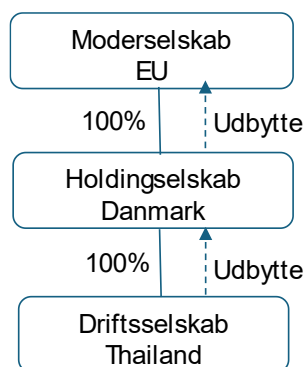 Moderselskab
EU
100%
Udbytte
Holdingselskab
Danmark
100%
Udbytte
Driftsselskab
Thailand